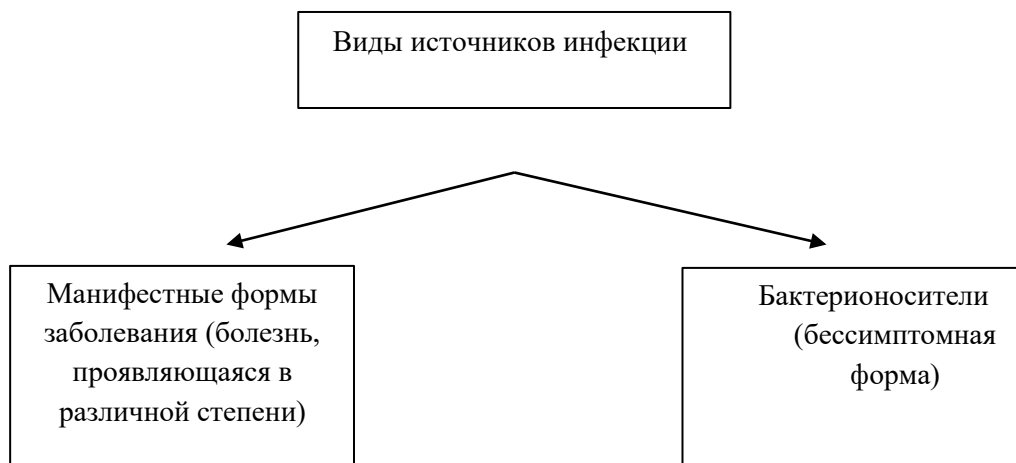 Виды источников инфекции
Манифестные формы
заболевания (болезнь,
проявляющаяся в
различной степени)
Бактерионосители
(бессимптомная
форма)